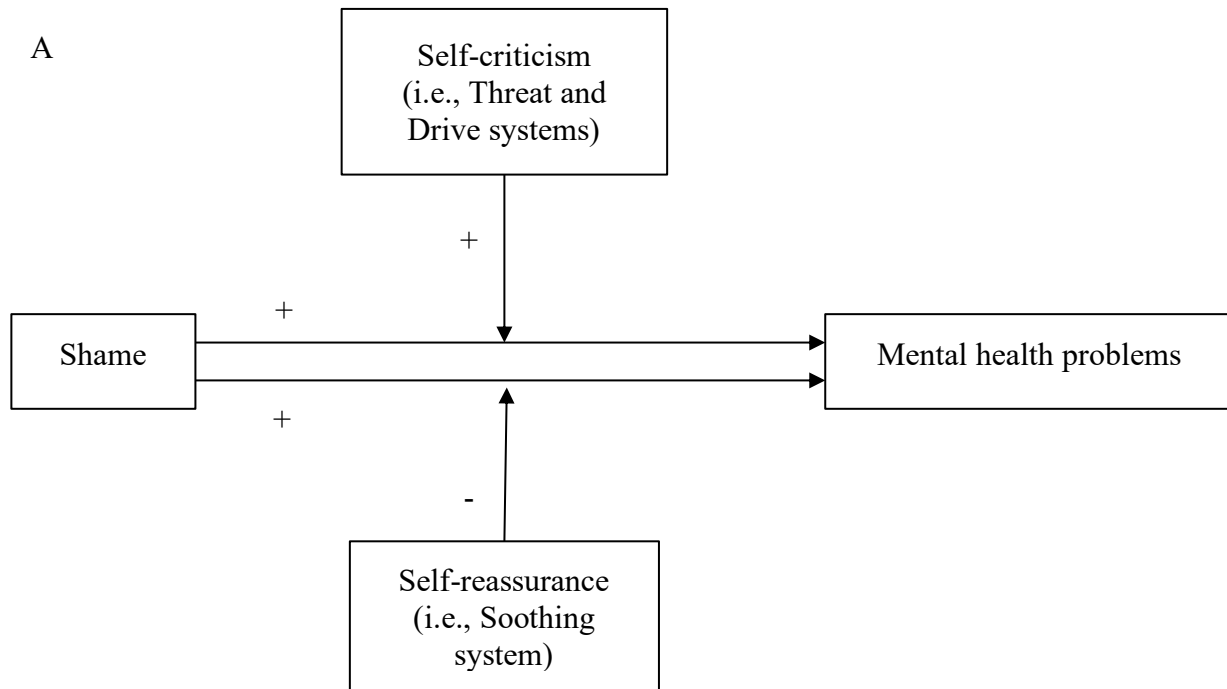 A
Self-criticism
(i.e., Threat and
Drive systems)
+
+
Shame
Mental health problems
+
-
Self-reassurance
(i.e., Soothing
system)